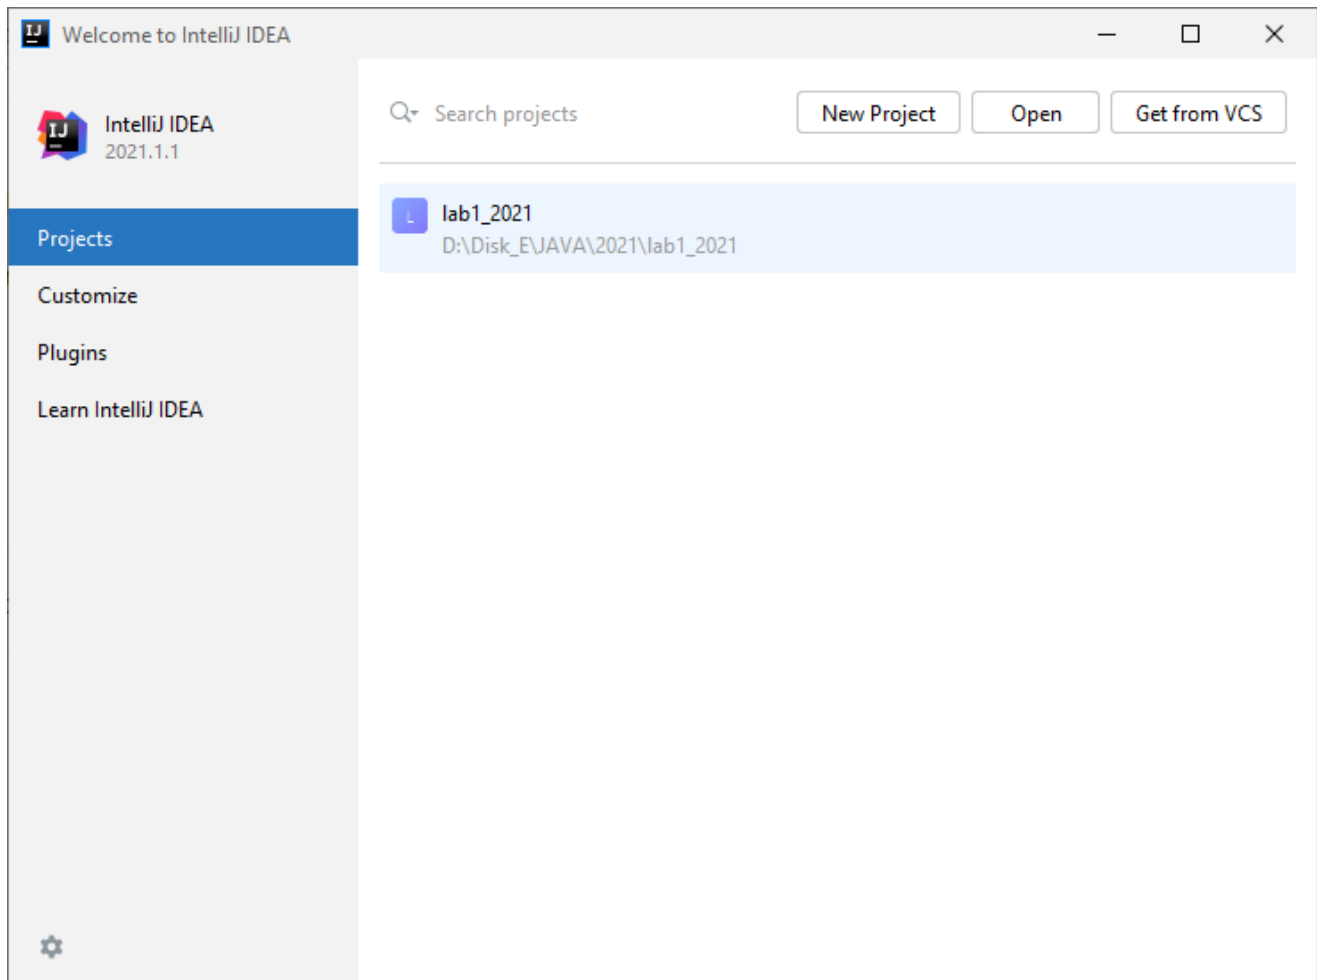 Welcome to IntelliJ IDEA
IntelliJ IDEA
2021.1.1
Projects
Customize
Plugins
Learn IntelliJ IDEA
Search projects
New Project
Open
Get from VCS
L
lab1_2021
D:\Disk_E\JAVA\2021\lab1_2021